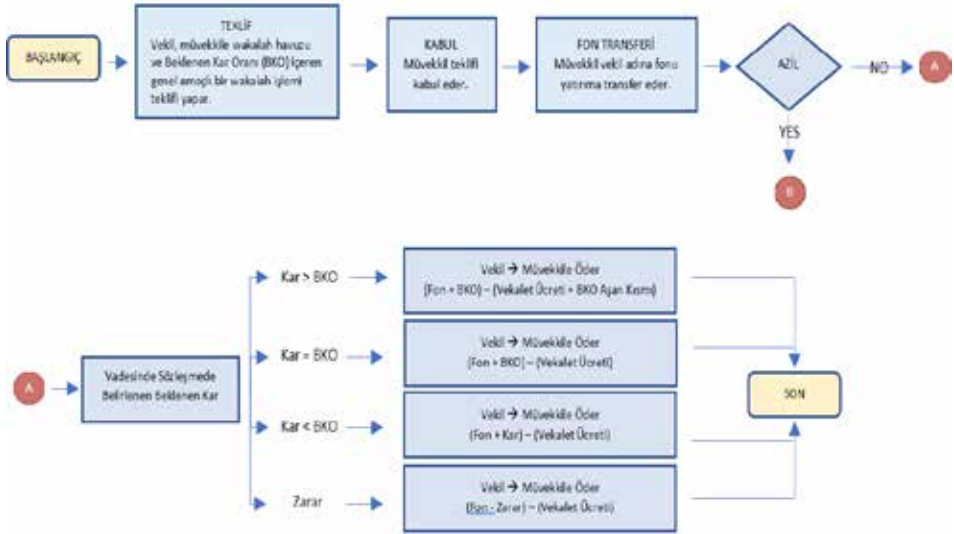 BAŞLANGIÇ
TEKLİF
Vekil, müvekkile wakalah havuzu
ve Beklenen Kar Oranı (BKO) içeren
genel amaçlı bir wakalah işlemi
teklifi yapar.
KABUL
Müvekkil teklifi
kabul eder.
FON TRANSFERİ
Müvekkil vekil adına fonu
yatırıma transfer eder.
AZİL
NO
A
YES
B
A
Vadesinde Sözleşmede
Belirlenen Beklenen Kar
Kar > BKO
Vekil → Müvekkile Öder
(Fon + BKO) – (Vekalet Ücreti + BKO Aşan Kısmı)
Kar = BKO
Vekil → Müvekkile Öder
(Fon + BKO) – (Vekalet Ücreti)
Kar < BKO
Vekil → Müvekkile Öder
(Fon + Kar) – (Vekalet Ücreti)
Zarar
Vekil → Müvekkile Öder
(Fon - Zarar) – (Vekalet Ücreti)
SON